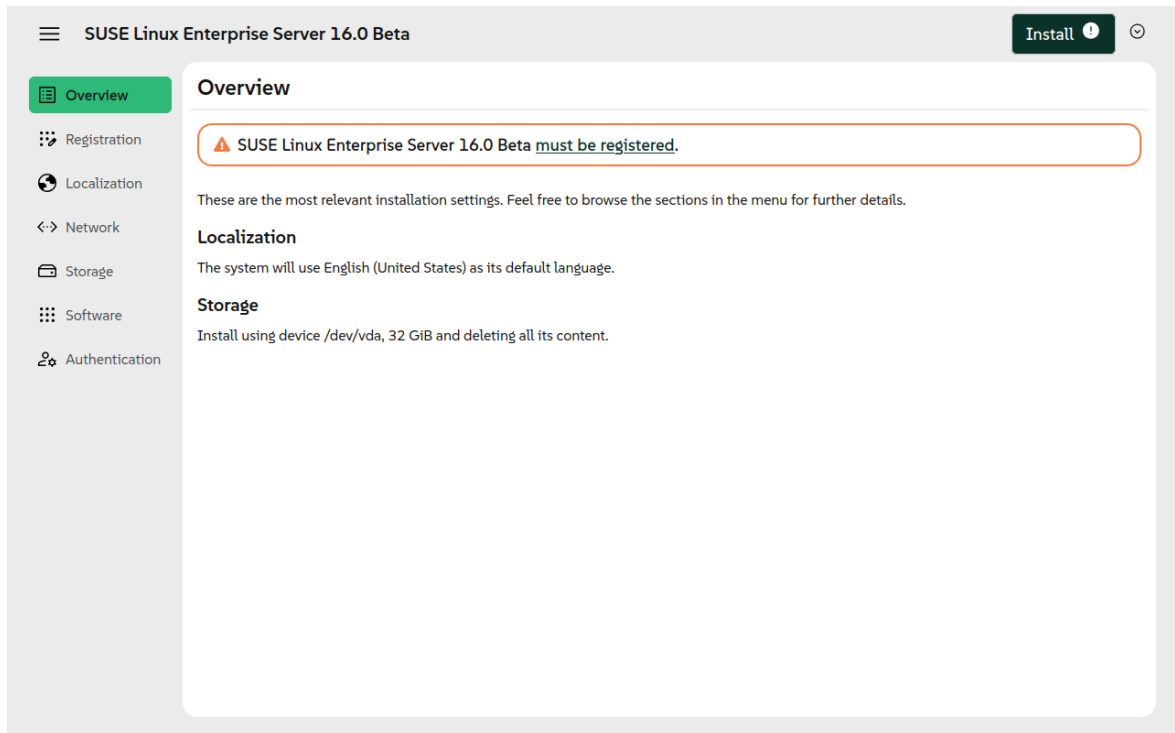 SUSE Linux Enterprise Server 16.0 Beta
Install
Overview
Registration
Localization
Network
Storage
Software
Authentication
Overview
SUSE Linux Enterprise Server 16.0 Beta must be registered.
These are the most relevant installation settings. Feel free to browse the sections in the menu for further details.
Localization
The system will use English (United States) as its default language.
Storage
Install using device /dev/vda, 32 GiB and deleting all its content.